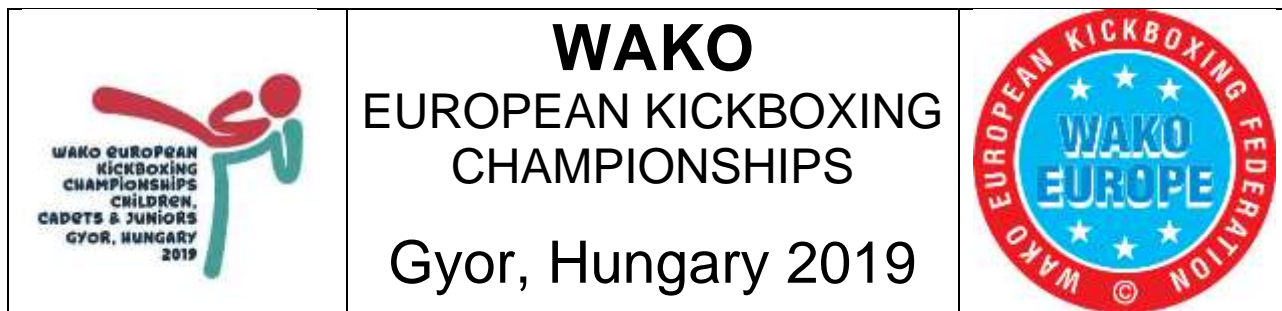 WAKO EUROPEAN
KICKBOXING
CHAMPIONSHIPS
CHILDREN,
CADETS & JUNIORS
GYOR, HUNGARY
2019
WAKO
EUROPEAN KICKBOXING
CHAMPIONSHIPS
Gyor, Hungary 2019
WAKO EUROPEAN KICKBOXING FEDERATION
WAKO
EUROPE
©